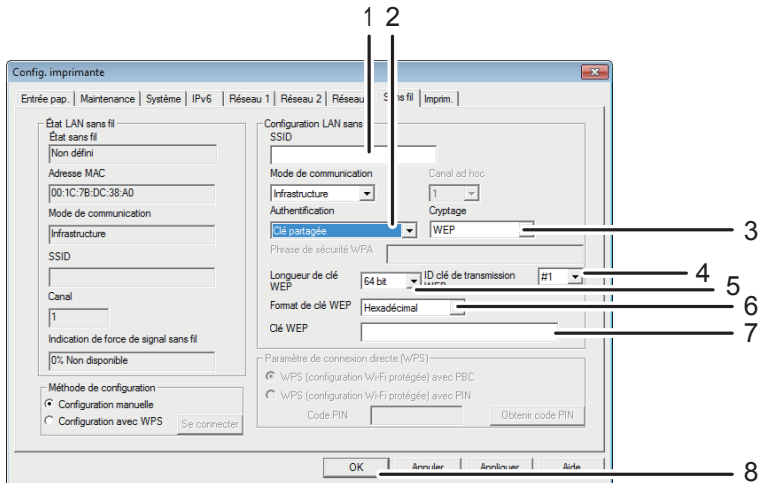 1 2
Config. imprimante
Entrée pap. Maintenance Système IPv6 Réseau 1 Réseau 2 Réseau Sans fil Imprim.
État LAN sans fil
État sans fil
Non défini
Adresse MAC
00:1C:7B:DC:38:A0
Mode de communication
Infrastructure
SSID
Canal
1
Indication de force de signal sans fil
0% Non disponible
Méthode de configuration
Configuration manuelle
Configuration avec WPS
Se connecter
Configuration LAN sans
SSID
Mode de communication Canal ad hoc
Infrastructure 1
Authentification Cryptage
Clé partagée WEP 3
Phrase de sécurité WPA
Longueur de clé WEP 64 bit ID clé de transmission WEP #1 4
5
Format de clé WEP Hexadécimal 6
Clé WEP 7
Paramètre de connexion directe (WPS)
WPS (configuration Wi-Fi protégée) avec PBC
WPS (configuration Wi-Fi protégée) avec PIN
Code PIN Obtenir code PIN
OK Annuler Appliquer Aide 8